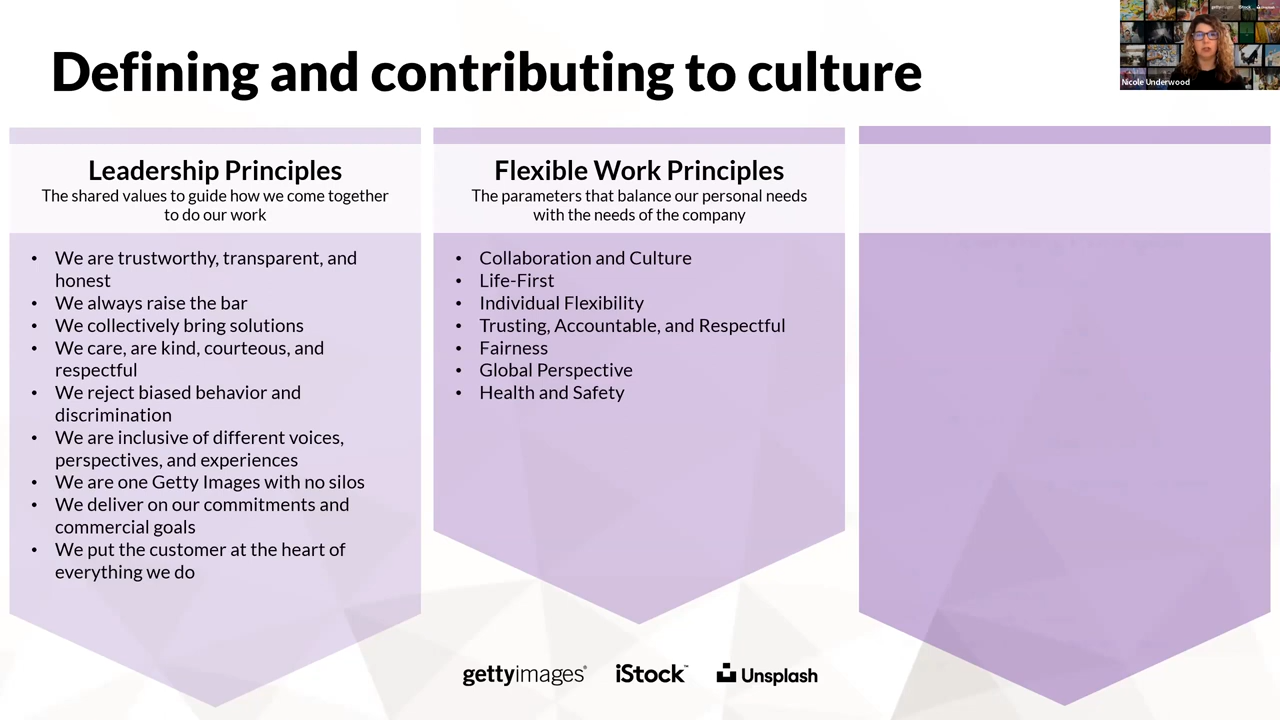 Defining and contributing to culture
gettyimages iStock Unsplash
Nicole Underwood
Leadership Principles
The shared values to guide how we come together
to do our work
• We are trustworthy, transparent, and
honest
• We always raise the bar
• We collectively bring solutions
• We care, are kind, courteous, and
respectful
• We reject biased behavior and
discrimination
• We are inclusive of different voices,
perspectives, and experiences
• We are one Getty Images with no silos
• We deliver on our commitments and
commercial goals
• We put the customer at the heart of
everything we do
Flexible Work Principles
The parameters that balance our personal needs
with the needs of the company
• Collaboration and Culture
• Life-First
• Individual Flexibility
• Trusting, Accountable, and Respectful
• Fairness
• Global Perspective
• Health and Safety
gettyimages®
iStock™
Unsplash